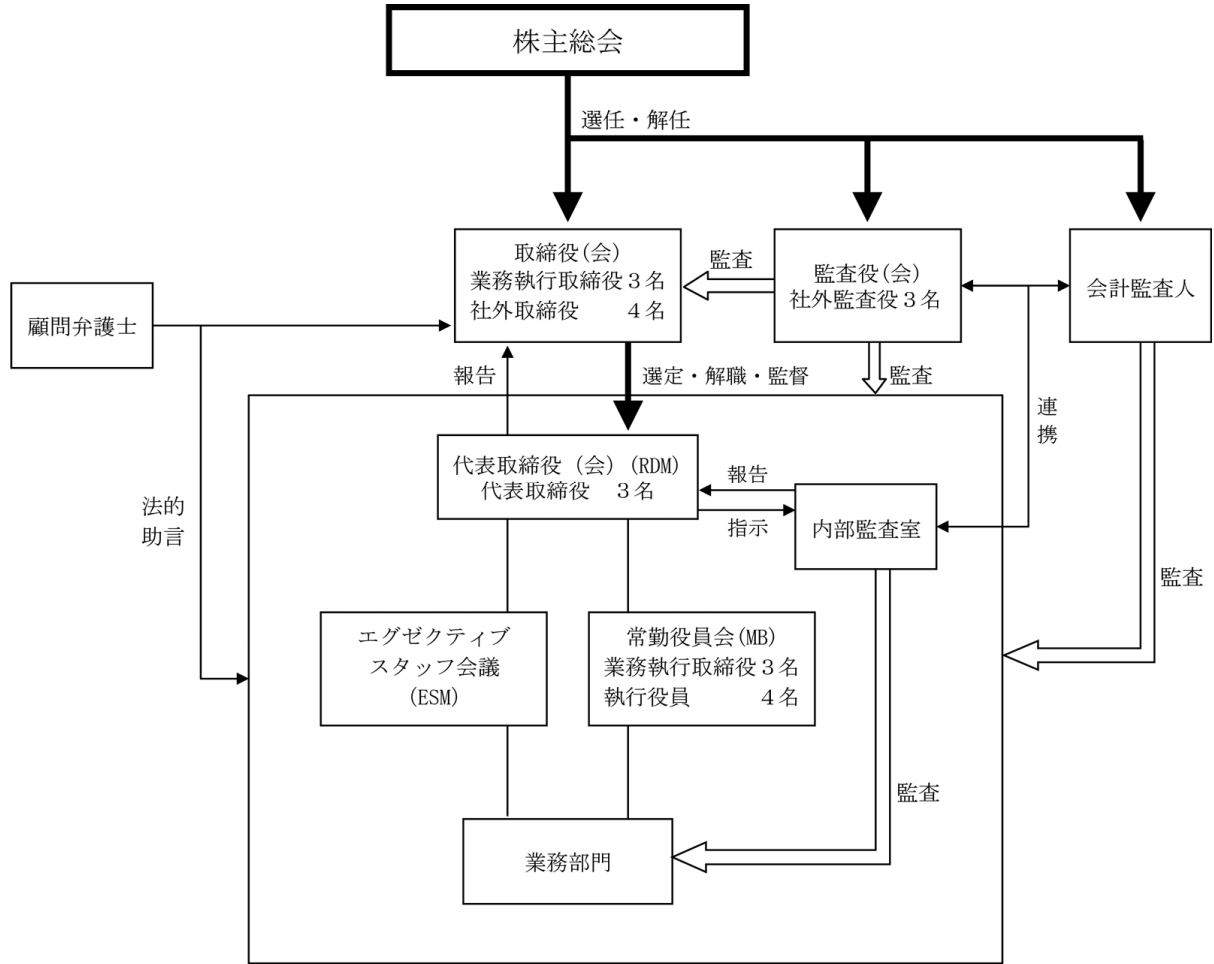 株主総会
選任・解任
取締役(会)
業務執行取締役3名
社外取締役　　4名
監査
監査役(会)
社外監査役3名
会計監査人
顧問弁護士
報告
選定・解職・監督
監査
連
携
代表取締役 (会) (RDM)
代表取締役　3名
報告
指示
内部監査室
法的
助言
監査
エグゼクティブ
スタッフ会議
(ESM)
常勤役員会(MB)
業務執行取締役3名
執行役員　　　4名
監査
業務部門